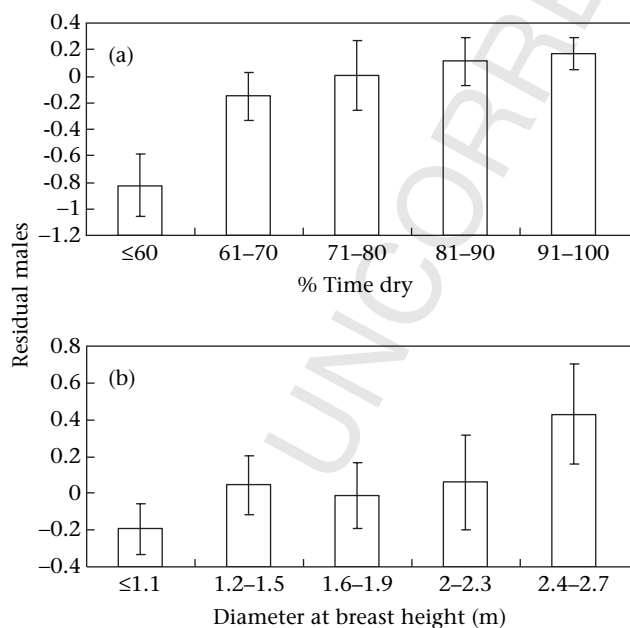 0.4
0.2
0
-0.2
-0.4
-0.6
-0.8
−1
−1.2
(a)
≤60 61–70 71–80 81–90 91–100
% Time dry
Residual males
0.8
0.6
0.4
0.2
0
−0.2
−0.4
(b)
≤1.1 1.2–1.5 1.6–1.9 2–2.3 2.4–2.7
Diameter at breast height (m)
UNCORRE